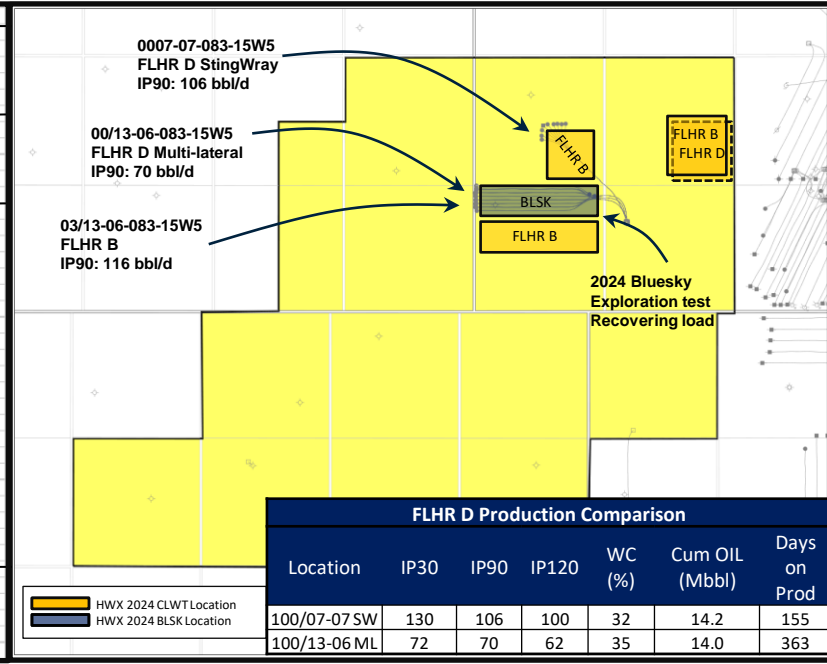 0007-07-083-15W5
FLHR D StingWray
IP90: 106 bbl/d
00/13-06-083-15W5
FLHR D Multi-lateral
IP90: 70 bbl/d
03/13-06-083-15W5
FLHR B
IP90: 116 bbl/d
FLHR B
FLHR B
FLHR D
BLSK
FLHR B
2024 Bluesky
Exploration test
Recovering load
FLHR D Production Comparison
Location IP30 IP90 IP120 WC (%) Cum OIL (Mbbl) Days on Prod
100/07-07 SW 130 106 100 32 14.2 155
100/13-06 ML 72 70 62 35 14.0 363
HWX 2024 CLWT Location
HWX 2024 BLSK Location